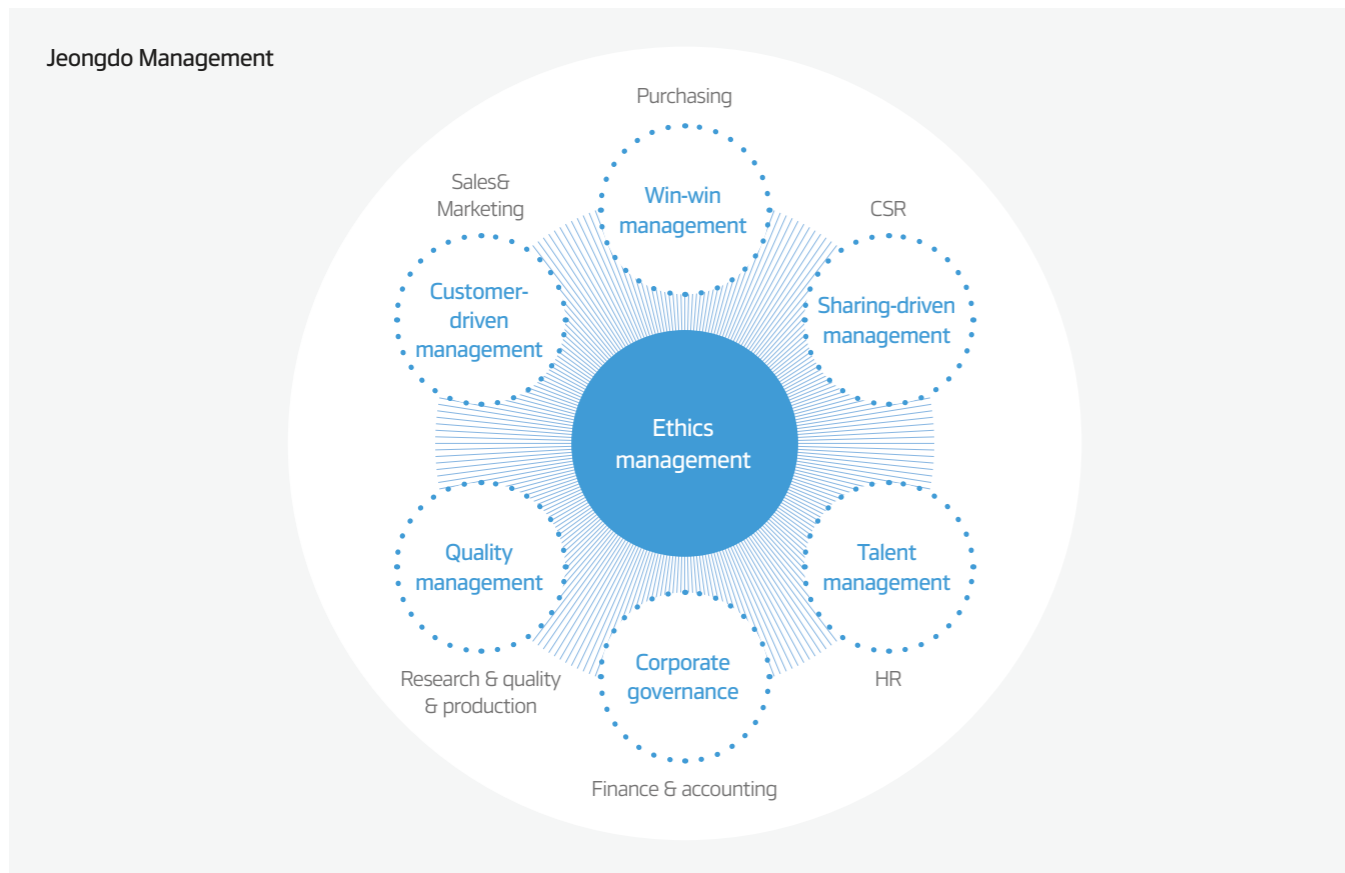 Jeongdo Management
Purchasing
Win-win
management
Sales&
Marketing
Customer-
driven
management
CSR
Sharing-driven
management
Ethics
management
Quality
management
Research & quality
& production
Talent
management
HR
Corporate
governance
Finance & accounting